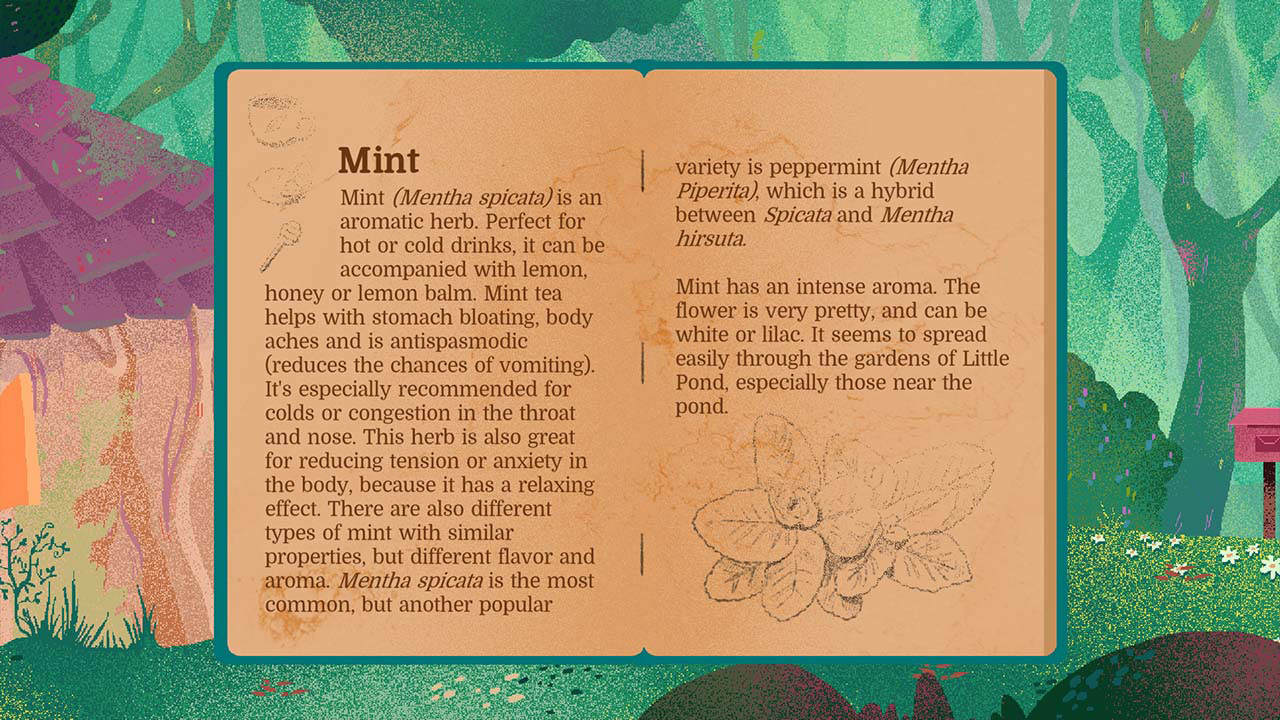 Mint
Mint (Mentha spicata) is an
aromatic herb. Perfect for
hot or cold drinks, it can be
accompanied with lemon,
honey or lemon balm. Mint tea
helps with stomach bloating, body
aches and is antispasmodic
(reduces the chances of vomiting).
It's especially recommended for
colds or congestion in the throat
and nose. This herb is also great
for reducing tension or anxiety in
the body, because it has a relaxing
effect. There are also different
types of mint with similar
properties, but different flavor and
aroma. Mentha spicata is the most
common, but another popular
variety is peppermint (Mentha
Piperita), which is a hybrid
between Spicata and Mentha
hirsuta.
Mint has an intense aroma. The
flower is very pretty, and can be
white or lilac. It seems to spread
easily through the gardens of Little
Pond, especially those near the
pond.